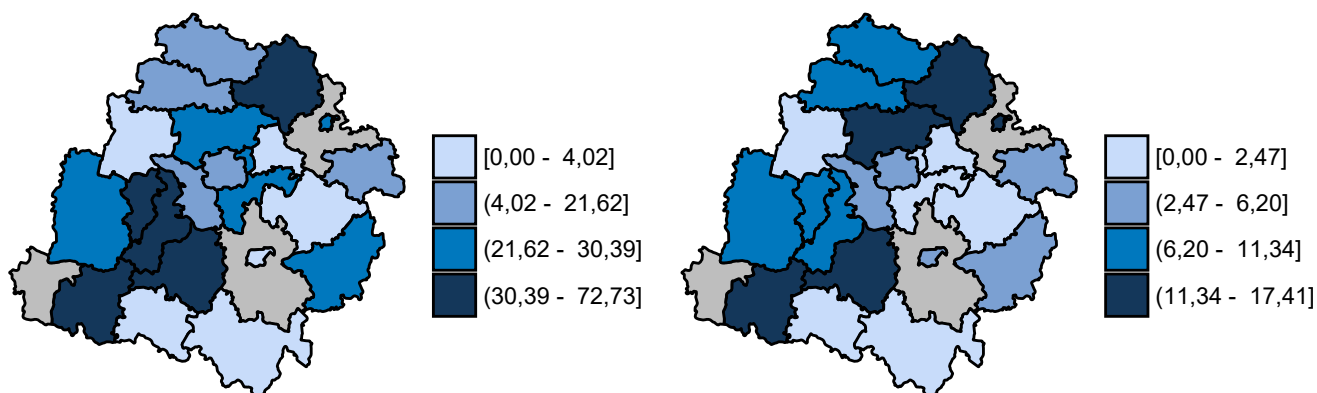 [0,00 - 4,02]
(4,02 - 21,62]
(21,62 - 30,39]
(30,39 - 72,73]
[0,00 - 2,47]
(2,47 - 6,20]
(6,20 - 11,34]
(11,34 - 17,41]